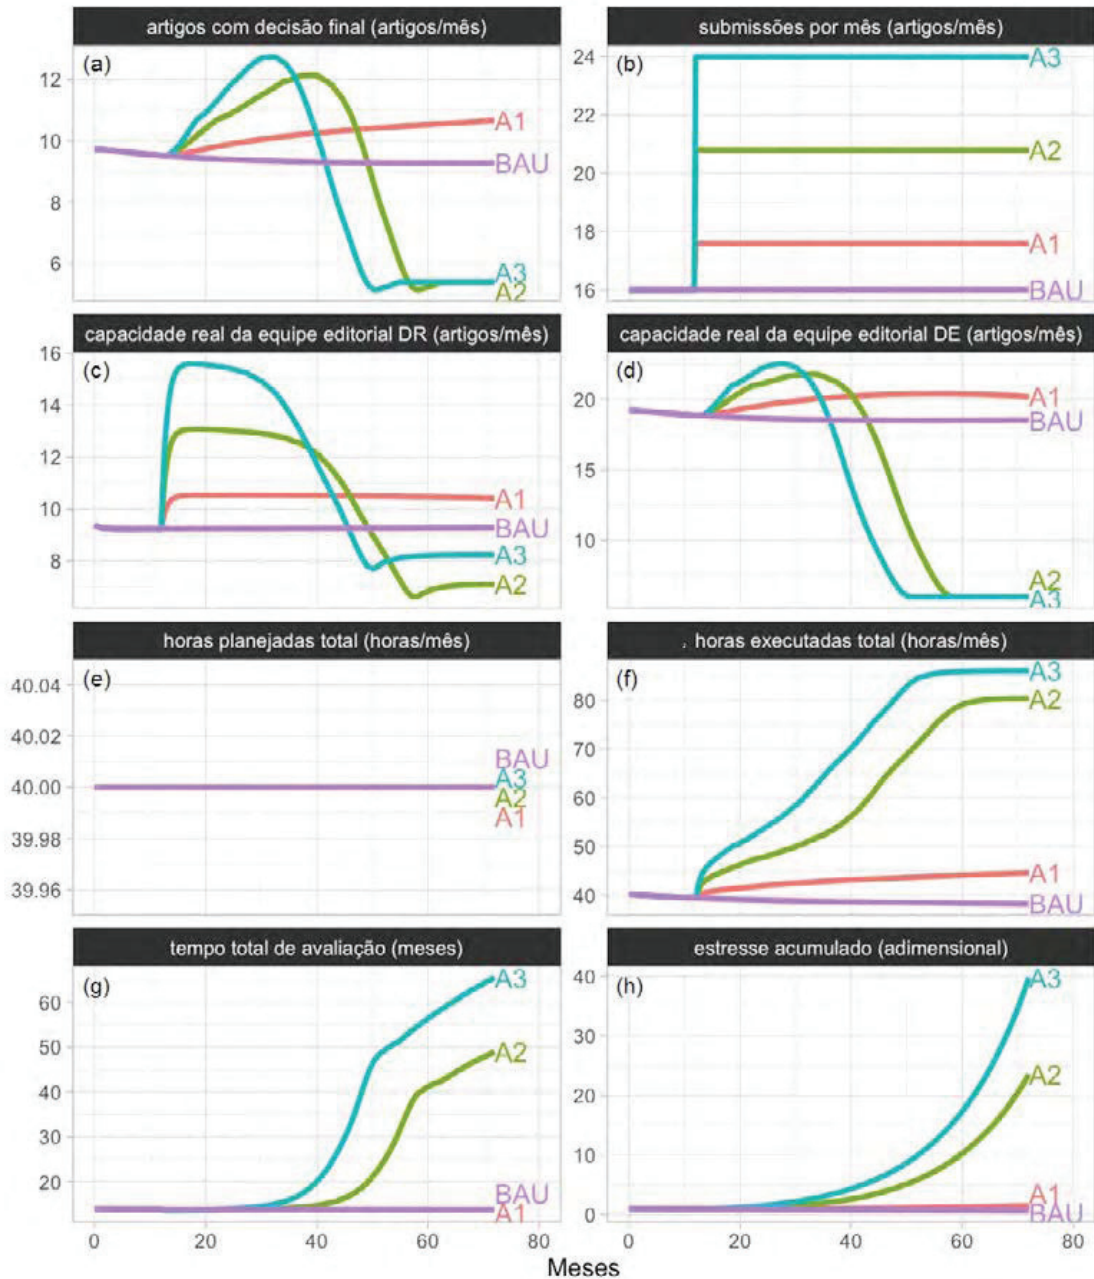 artigos com decisão final (artigos/mês)
(a)
12
10
8
6
A1
BAU
A3
A2
submissões por mês (artigos/mês)
(b)
24
22
20
18
16
A3
A2
A1
BAU
capacidade real da equipe editorial DR (artigos/mês)
(c)
16
14
12
10
8
A1
BAU
A3
A2
capacidade real da equipe editorial DE (artigos/mês)
(d)
20
15
10
A1
BAU
A2
A3
horas planejadas total (horas/mês)
(e)
40.04
40.02
40.00
39.98
39.96
BAU
A3
A2
A1
horas executadas total (horas/mês)
(f)
80
70
60
50
40
A3
A2
A1
BAU
tempo total de avaliação (meses)
(g)
60
50
40
30
20
A3
A2
BAU
A1
0 20 40 60 80
estresse acumulado (adimensional)
(h)
40
30
20
10
0
A3
A2
A1
BAU
0 20 40 60 80
Meses